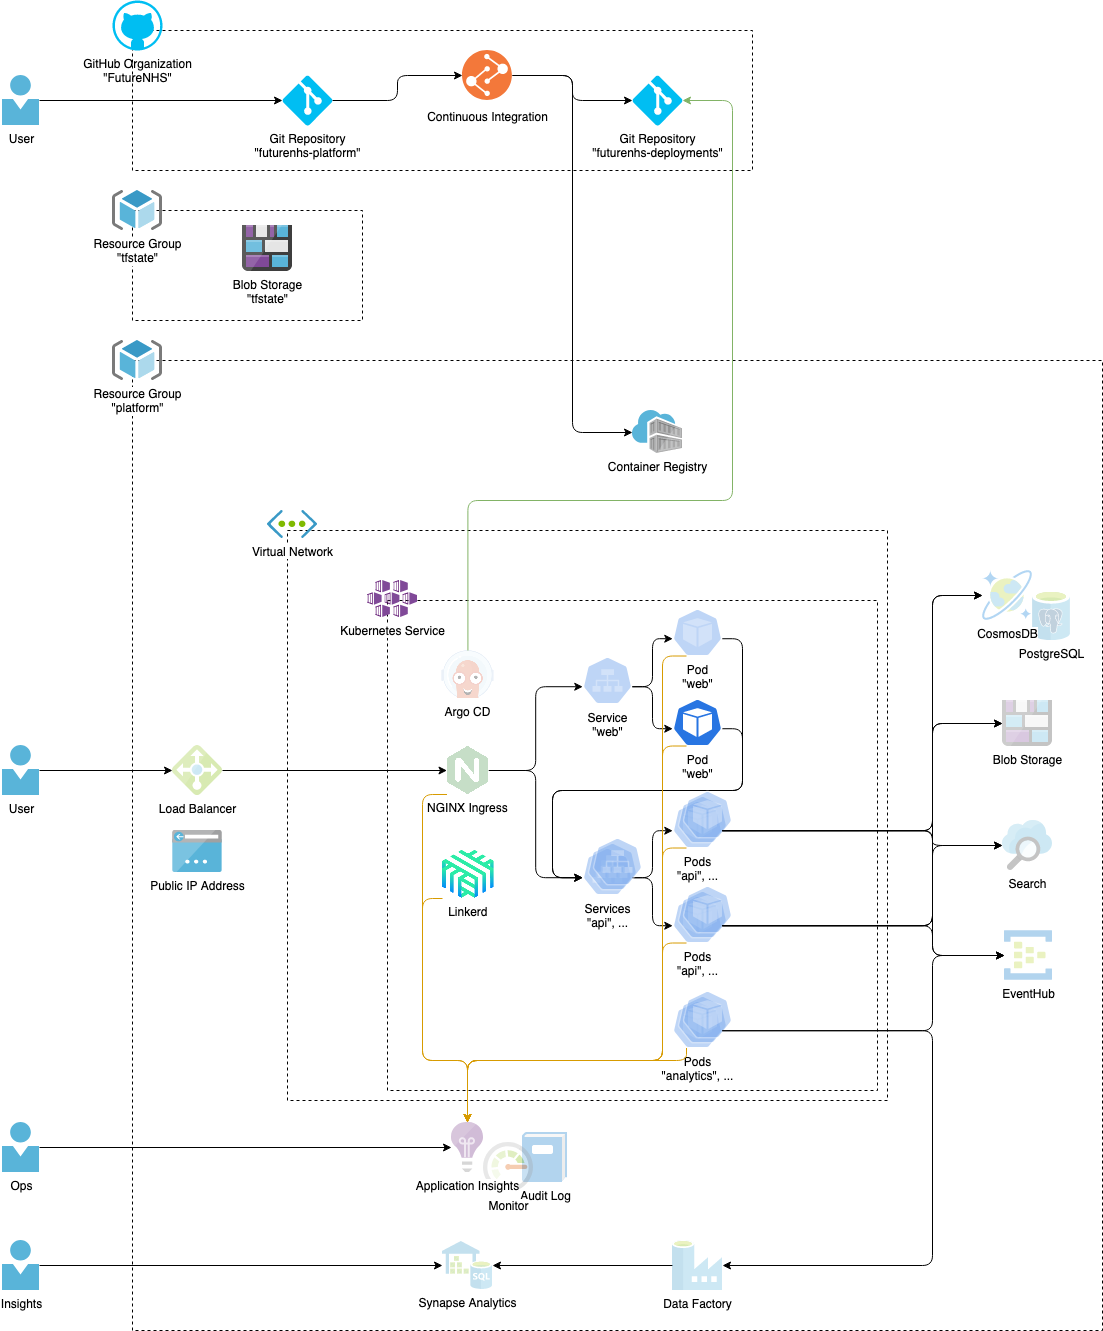 GitHub Organization
"FutureNHS"
User
Git Repository
"futurenhs-platform"
Continuous Integration
Git Repository
"futurenhs-deployments"
Resource Group
"tfstate"
Blob Storage
"tfstate"
Resource Group
"platform"
Container Registry
Virtual Network
Kubernetes Service
Argo CD
Service
"web"
Pod
"web"
Pod
"web"
CosmosDB
PostgreSQL
Blob Storage
User
Load Balancer
NGINX Ingress
Public IP Address
Linkerd
Services
"api", ...
Pods
"api", ...
Pods
"api", ...
Search
EventHub
Pods
"analytics", ...
Ops
Application Insights
Monitor
Audit Log
Insights
SQL
Synapse Analytics
Data Factory